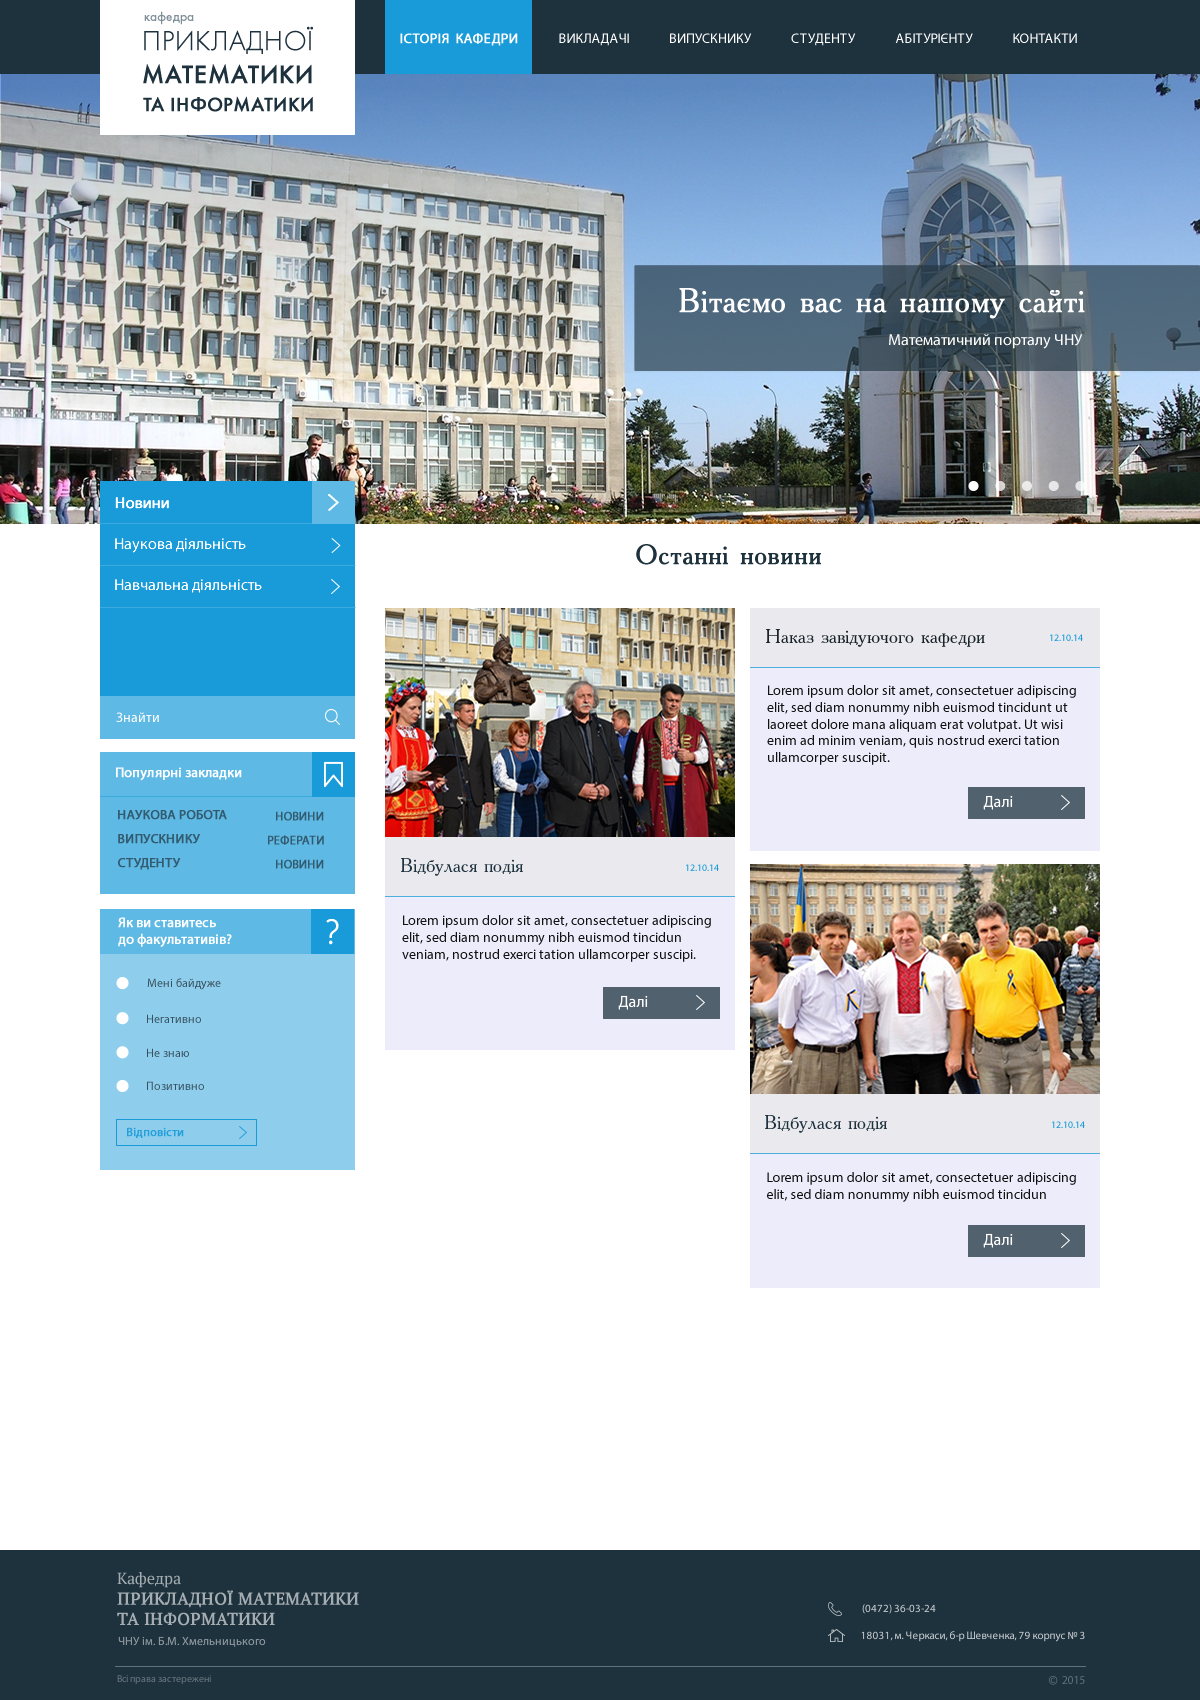 кафедра
ПРИКЛАДНОЇ
МАТЕМАТИКИ
ТА ІНФОРМАТИКИ
ІСТОРІЯ КАФЕДРИ
ВИКЛАДАЧІ
ВИПУСКНИКУ
СТУДЕНТУ
АБІТУРІЄНТУ
КОНТАКТИ
Вітаємо вас на нашому сайті
Математичний порталу ЧНУ
Новини
Наукова діяльність
Навчальна діяльність
Знайти
Популярні закладки
НАУКОВА РОБОТА
НОВИНИ
ВИПУСКНИКУ
РЕФЕРАТИ
СТУДЕНТУ
НОВИНИ
Як ви ставитесь
до факультативів?
?
Мені байдуже
Негативно
Не знаю
Позитивно
Відповісти
Останні новини
Відбулася подія
12.10.14
Lorem ipsum dolor sit amet, consectetuer adipiscing
elit, sed diam nonummy nibh euismod tincidun
veniam, nostrud exerci tation ullamcorper suscipi.
Далі
Наказ завідуючого кафедри
12.10.14
Lorem ipsum dolor sit amet, consectetuer adipiscing
elit, sed diam nonummy nibh euismod tincidunt ut
laoreet dolore mana aliquam erat volutpat. Ut wisi
enim ad minim veniam, quis nostrud exerci tation
ullamcorper suscipit.
Далі
Відбулася подія
12.10.14
Lorem ipsum dolor sit amet, consectetuer adipiscing
elit, sed diam nonummy nibh euismod tincidun
Далі
Кафедра
ПРИКЛАДНОЇ МАТЕМАТИКИ
ТА ІНФОРМАТИКИ
ЧНУ ім. Б.М. Хмельницького
(0472) 36-03-24
18031, м. Черкаси, б-р Шевченка, 79 корпус № 3
Всі права застережені
© 2015